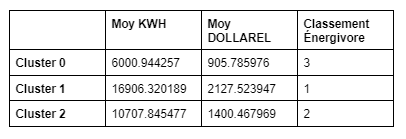 Moy KWH Moy DOLLAREL Classement Énergivore
Cluster 0 6000.944257 905.785976 3
Cluster 1 16906.320189 2127.523947 1
Cluster 2 10707.845477 1400.467969 2